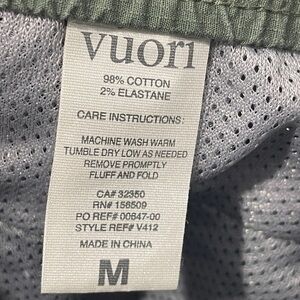 vuori
98% COTTON
2% ELASTANE
CARE INSTRUCTIONS:
MACHINE WASH WARM
TUMBLE DRY LOW AS NEEDED
REMOVE PROMPTLY
FLUFF AND FOLD
CA# 32350
RN# 156509
PO REF# 00647-00
STYLE REF# V412
MADE IN CHINA
M